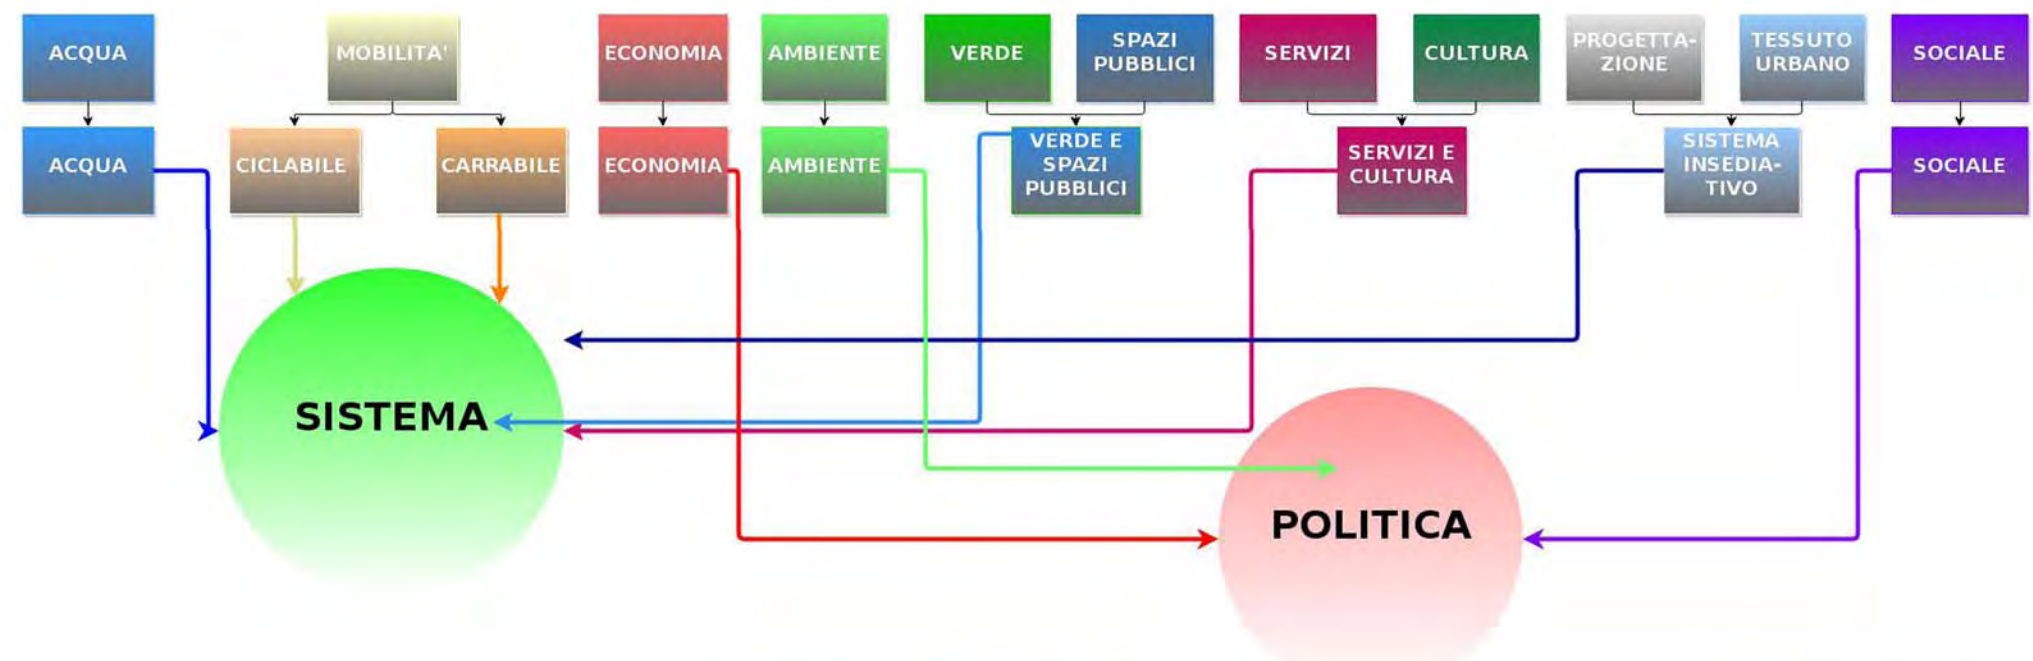 ACQUA
MOBILITA'
ECONOMIA
AMBIENTE
VERDE
SPAZI
PUBBLICI
SERVIZI
CULTURA
PROGETTA-
ZIONE
TESSUTO
URBANO
SOCIALE
ACQUA
CICLABILE
CARRABILE
ECONOMIA
AMBIENTE
VERDE E
SPAZI
PUBBLICI
SERVIZI E
CULTURA
SISTEMA
INSEDIA-
TIVO
SOCIALE
SISTEMA
POLITICA